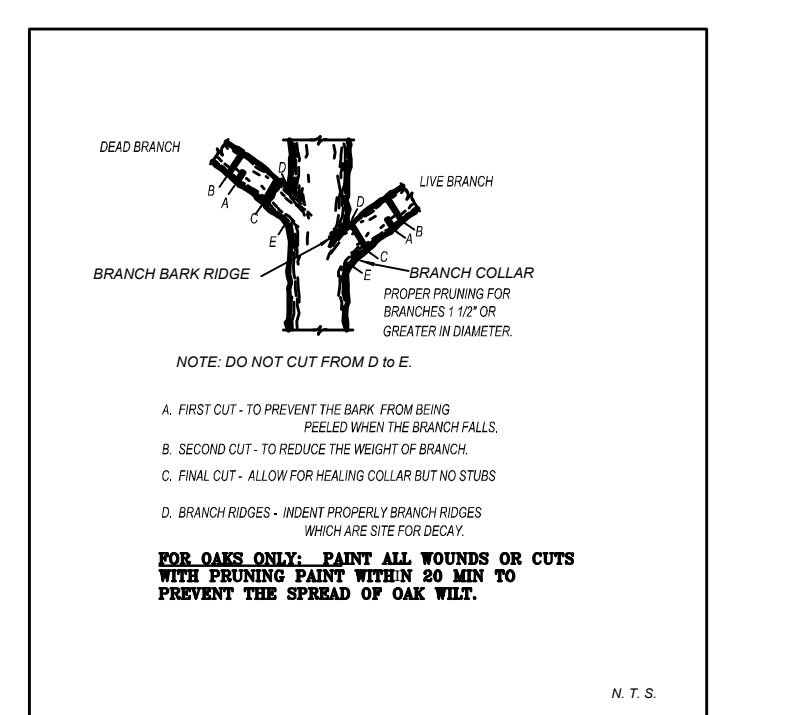 DEAD BRANCH
D
LIVE BRANCH
B
A
D
C
B
A
E
C
BRANCH BARK RIDGE
E
BRANCH COLLAR
PROPER PRUNING FOR
BRANCHES 1 1/2" OR
GREATER IN DIAMETER.
NOTE: DO NOT CUT FROM D to E.
A. FIRST CUT - TO PREVENT THE BARK FROM BEING
PEELED WHEN THE BRANCH FALLS.
B. SECOND CUT - TO REDUCE THE WEIGHT OF BRANCH.
C. FINAL CUT - ALLOW FOR HEALING COLLAR BUT NO STUBS
D. BRANCH RIDGES - INDENT PROPERLY BRANCH RIDGES
WHICH ARE SITE FOR DECAY.
FOR OAKS ONLY: PAINT ALL WOUNDS OR CUTS
WITH PRUNING PAINT WITHIN 20 MIN TO
PREVENT THE SPREAD OF OAK WILT.
N. T. S.